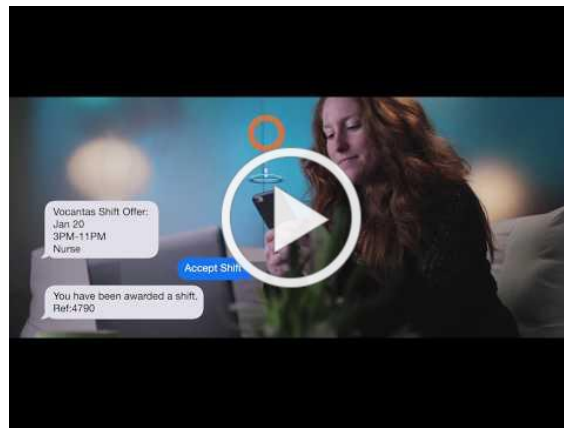 Vocantas Shift Offer:
Jan 20
3PM-11PM
Nurse
Accept Shift
You have been awarded a shift.
Ref:4790